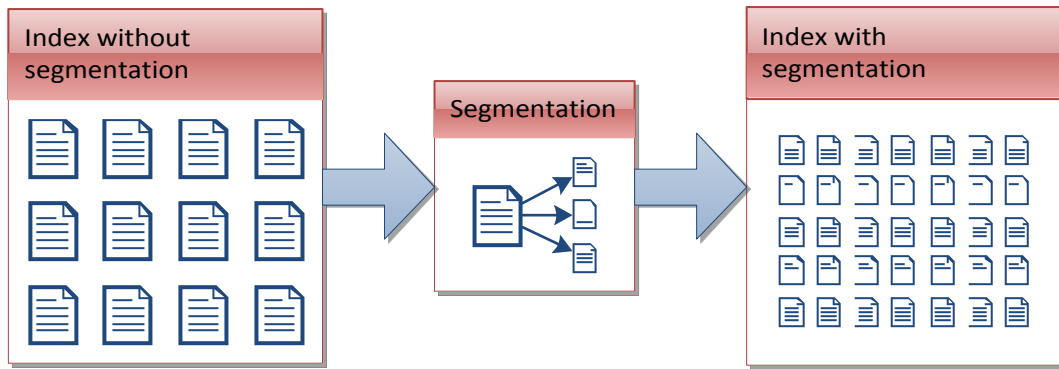 Index without
segmentation
Segmentation
Index with
segmentation